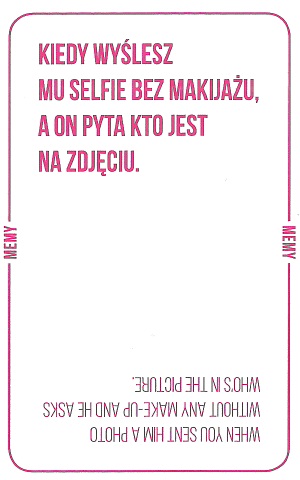 KIEDY WYŚLESZ
MU SELFIE BEZ MAKIJAŻU,
A ON PYTA KTO JEST
NA ZDJĘCIU.
MEMY
MEMY
WHEN YOU SENT HIM A PHOTO
WITHOUT ANY MAKE-UP AND HE ASKS
WHO'S IN THE PICTURE.